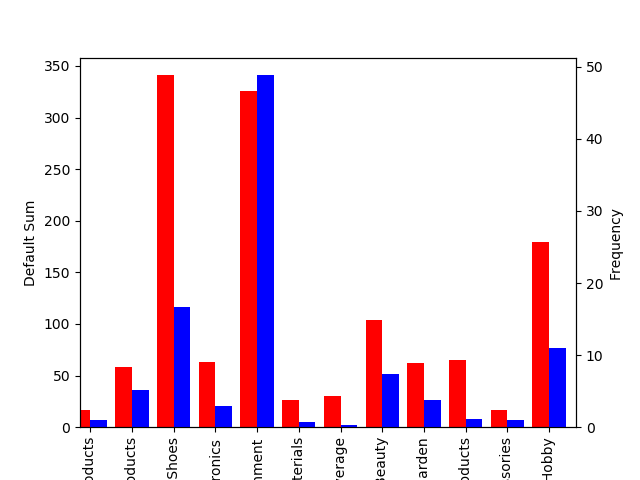 350
300
250
200
150
100
50
0
Default Sum
50
40
30
20
10
0
Frequency
oducts
oducts
Shoes
ronics
nment
terials
verage
Beauty
arden
oducts
sories
Hobby